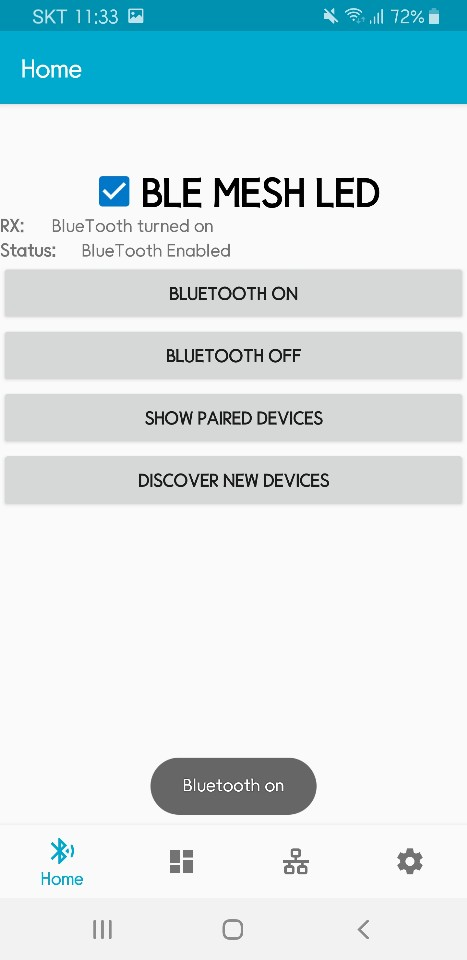 SKT 11:33 72%
Home
BLE MESH LED
RX: BlueTooth turned on
Status: BlueTooth Enabled
BLUETOOTH ON
BLUETOOTH OFF
SHOW PAIRED DEVICES
DISCOVER NEW DEVICES
Bluetooth on
Home